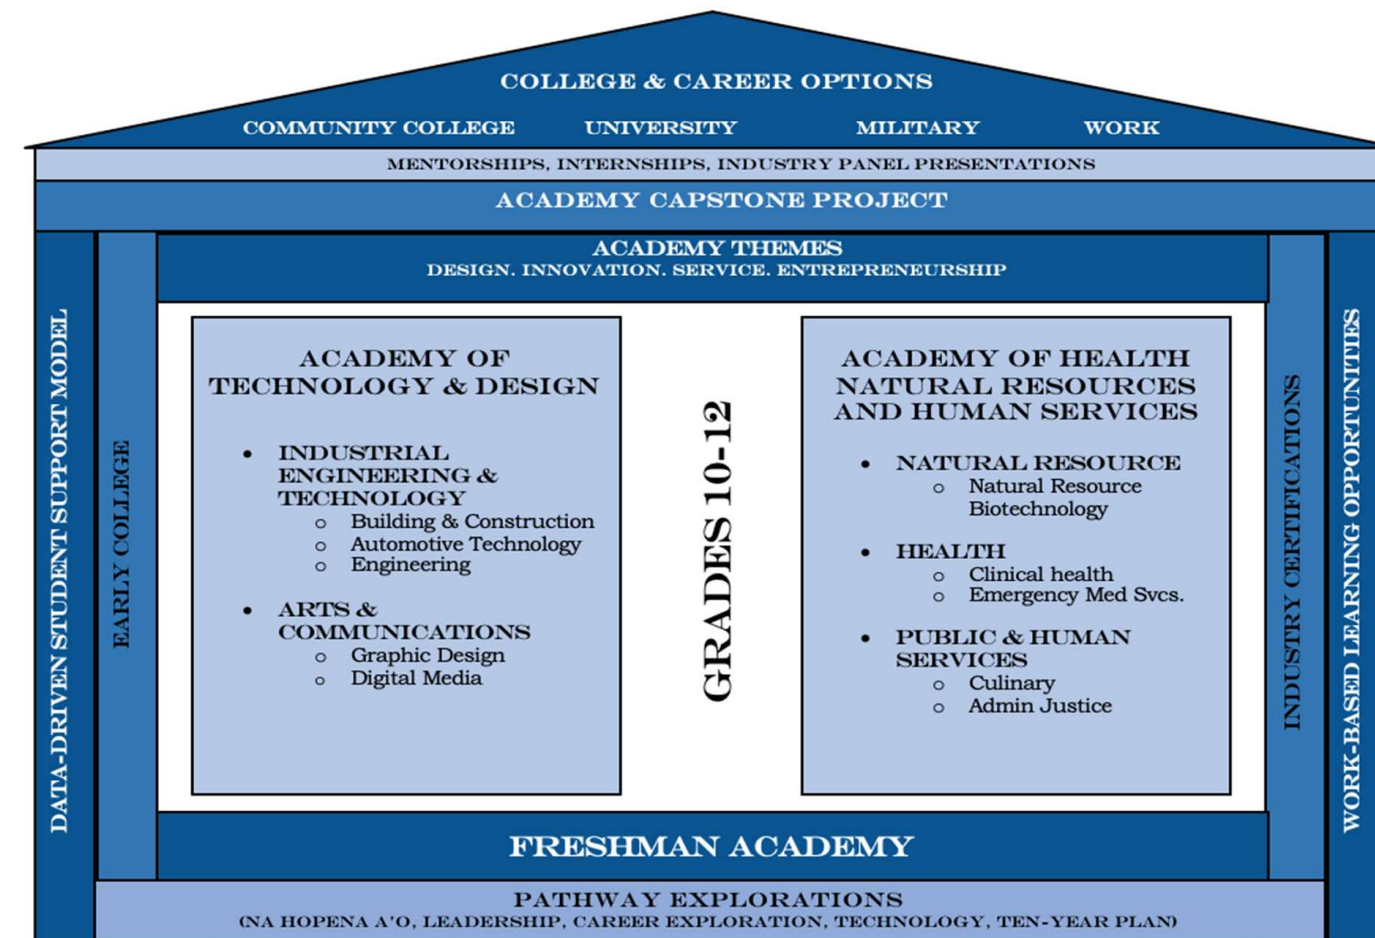 COLLEGE & CAREER OPTIONS
COMMUNITY COLLEGE UNIVERSITY MILITARY WORK
MENTORSHIPS, INTERNSHIPS, INDUSTRY PANEL PRESENTATIONS
ACADEMY CAPSTONE PROJECT
DATA-DRIVEN STUDENT SUPPORT MODEL
EARLY COLLEGE
ACADEMY THEMES
DESIGN. INNOVATION. SERVICE. ENTREPRENEURSHIP
ACADEMY OF
TECHNOLOGY & DESIGN
• INDUSTRIAL
ENGINEERING &
TECHNOLOGY
o Building & Construction
o Automotive Technology
o Engineering
• ARTS &
COMMUNICATIONS
o Graphic Design
o Digital Media
GRADES 10-12
ACADEMY OF HEALTH
NATURAL RESOURCES
AND HUMAN SERVICES
• NATURAL RESOURCE
o Natural Resource
Biotechnology
• HEALTH
o Clinical health
o Emergency Med Svcs.
• PUBLIC & HUMAN
SERVICES
o Culinary
o Admin Justice
INDUSTRY CERTIFICATIONS
WORK-BASED LEARNING OPPORTUNITIES
FRESHMAN ACADEMY
PATHWAY EXPLORATIONS
(NA HOPENA A'O, LEADERSHIP, CAREER EXPLORATION, TECHNOLOGY, TEN-YEAR PLAN)